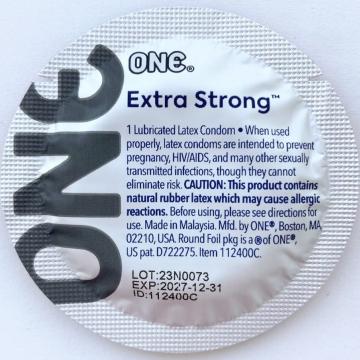 ONE
ONE®
Extra Strong™
1 Lubricated Latex Condom • When used
properly, latex condoms are intended to prevent
pregnancy, HIV/AIDS, and many other sexually
transmitted infections, though they cannot
eliminate risk. CAUTION: This product contains
natural rubber latex which may cause allergic
reactions. Before using, please see directions for
use. Made in Malaysia. Mfd. by ONE®, Boston, MA,
02210, USA. Round Foil pkg is a ® of ONE®,
US pat. D722275. Item 112400C.
LOT:23N0073
EXP:2027-12-31
ID:112400C